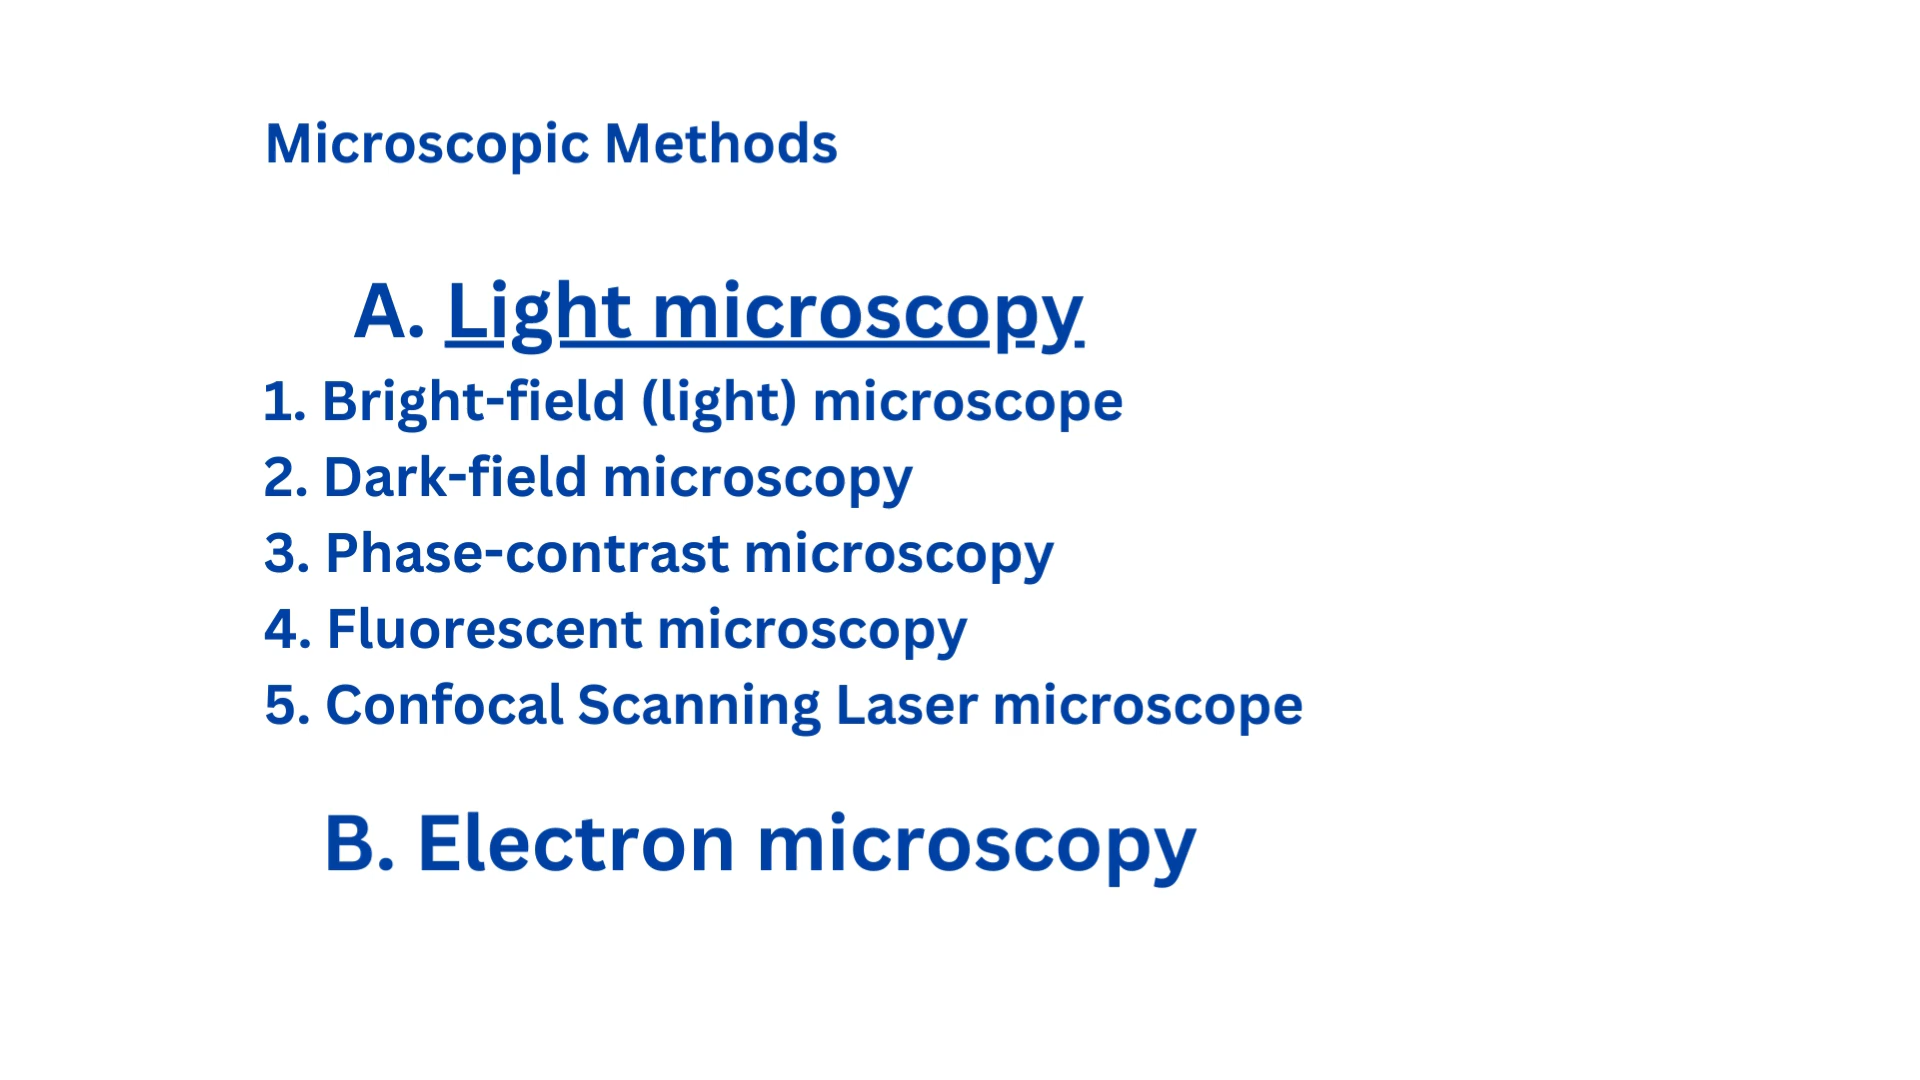 Microscopic Methods
A. Light microscopy
1. Bright-field (light) microscope
2. Dark-field microscopy
3. Phase-contrast microscopy
4. Fluorescent microscopy
5. Confocal Scanning Laser microscope
B. Electron microscopy